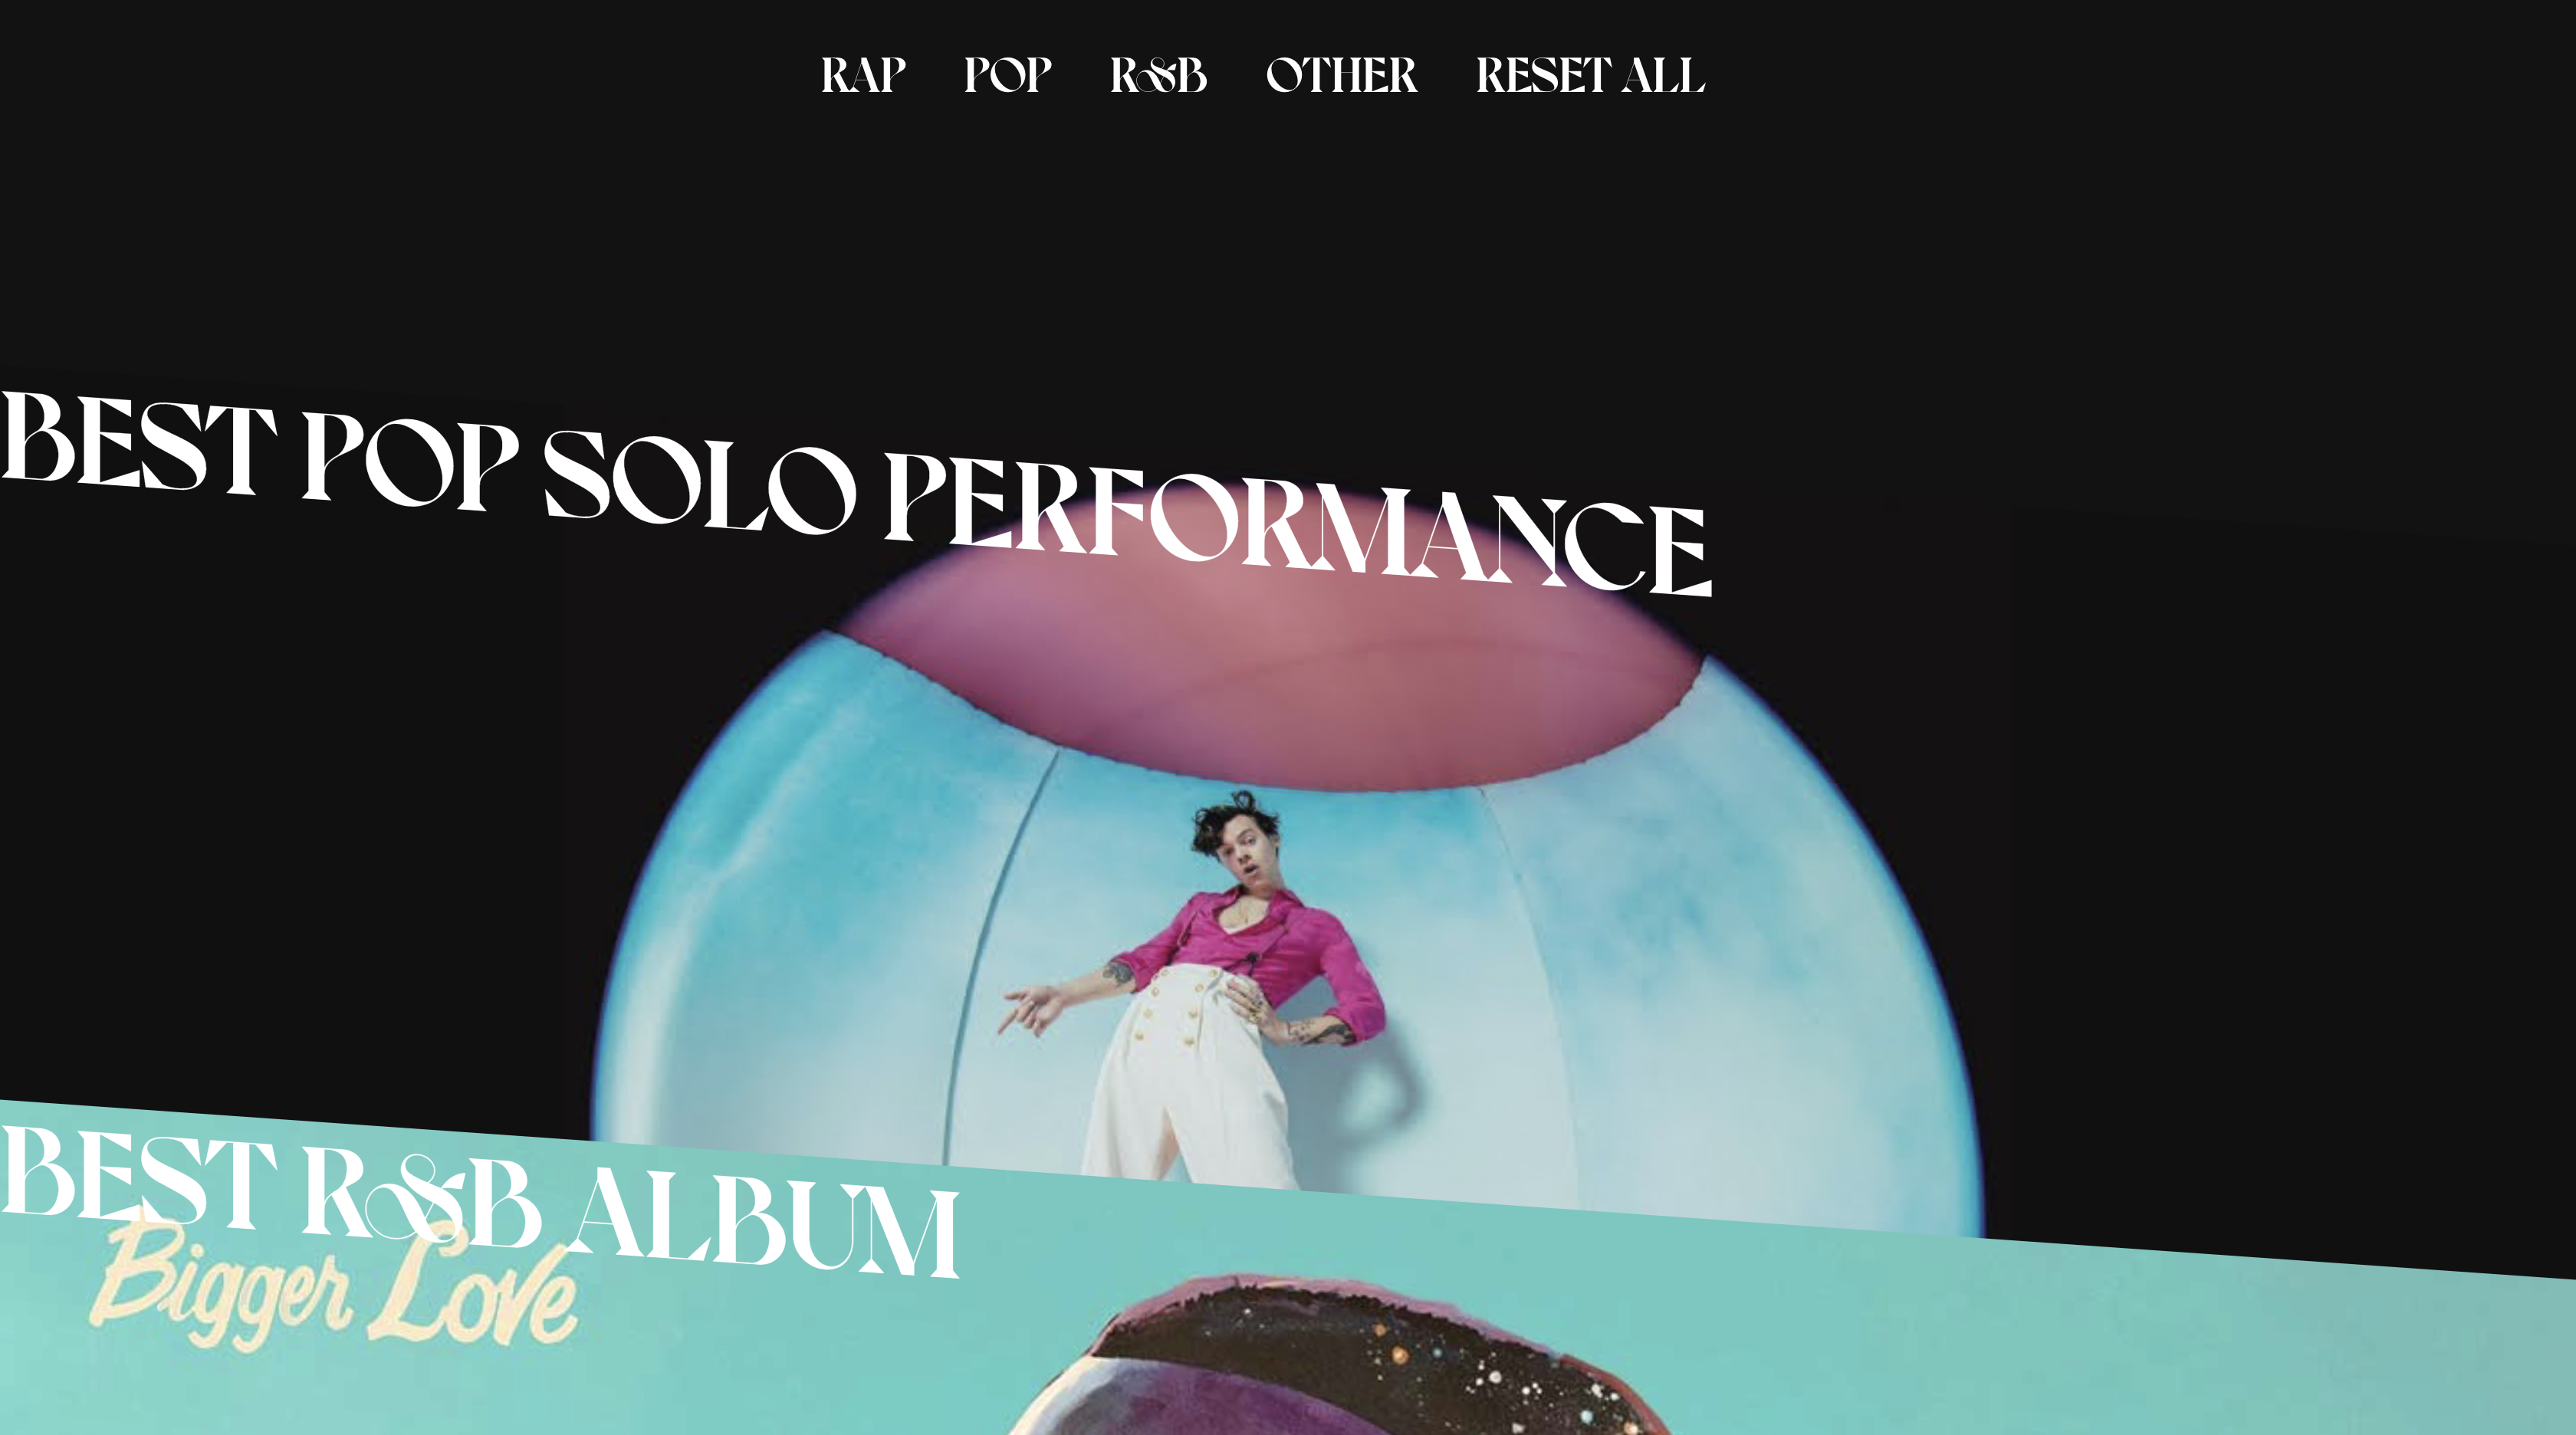 RAP POP R&B OTHER RESET ALL
BEST POP SOLO PERFORMANCE
BEST R&B ALBUM
Bigger Love